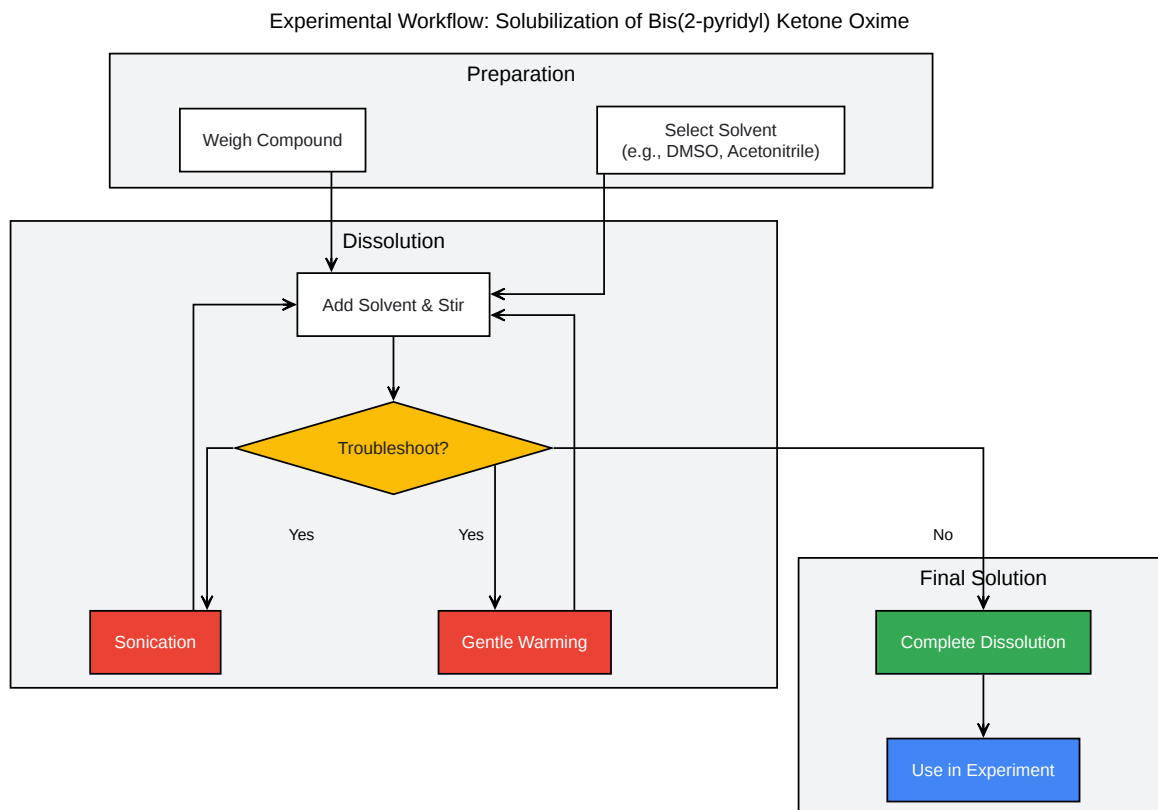 Experimental Workflow: Solubilization of Bis(2-pyridyl) Ketone Oxime
Preparation
Weigh Compound
Select Solvent
(e.g., DMSO, Acetonitrile)
Dissolution
Add Solvent & Stir
Troubleshoot?
Yes
Yes
No
Final Solution
Sonication
Gentle Warming
Complete Dissolution
Use in Experiment